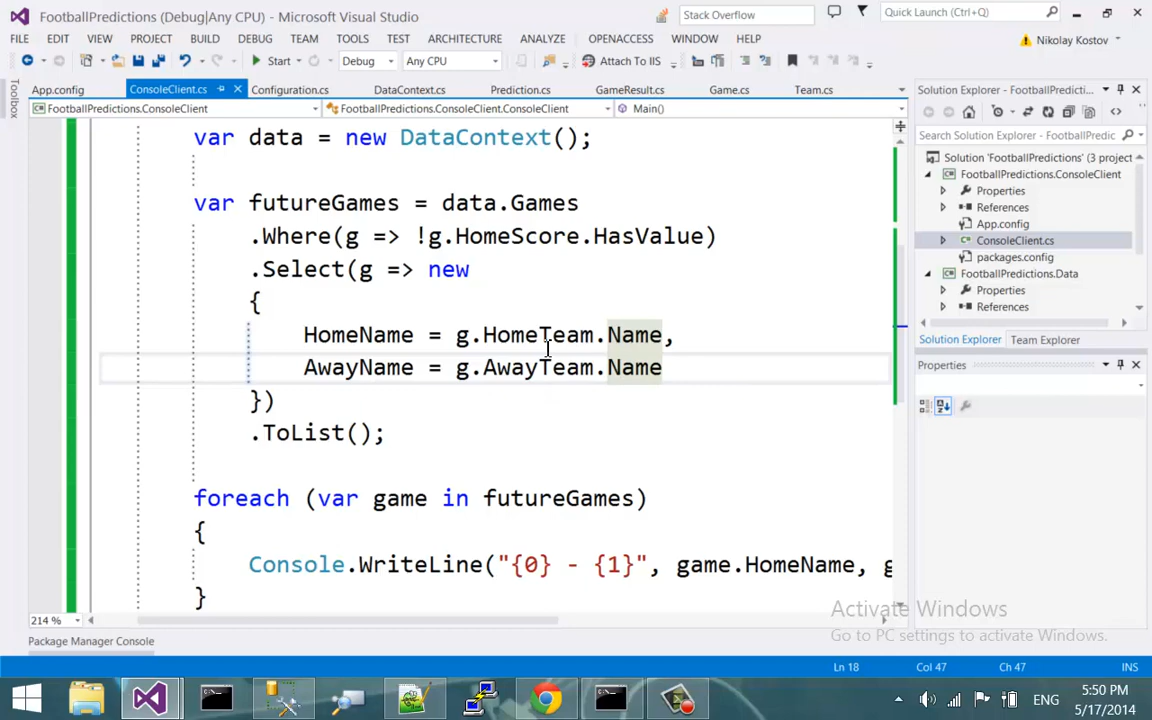 FootballPredictions (Debug|Any CPU) - Microsoft Visual Studio
Stack Overflow
Quick Launch (Ctrl+Q)
FILE EDIT VIEW PROJECT BUILD DEBUG TEAM TOOLS TEST ARCHITECTURE ANALYZE OPENACCESS WINDOW HELP
Nikolay Kostov
Start Debug Any CPU Attach To IIS
Toolbox
App.config ConsoleClient.cs Configuration.cs DataContext.cs Prediction.cs GameResult.cs Game.cs Team.cs
FootballPredictions.ConsoleClient FootballPredictions.ConsoleClient.ConsoleClient Main()
var data = new DataContext();
var futureGames = data.Games
.Where(g => !g.HomeScore.HasValue)
.Select(g => new
{
HomeName = g.HomeTeam.Name,
AwayName = g.AwayTeam.Name
})
.ToList();
foreach (var game in futureGames)
{
Console.WriteLine("{0} - {1}", game.HomeName, g
}
214 %
Package Manager Console
Solution Explorer - FootballPredicti...
Search Solution Explorer - FootballPredic
Solution 'FootballPredictions' (3 project
FootballPredictions.ConsoleClient
Properties
References
App.config
ConsoleClient.cs
packages.config
FootballPredictions.Data
Properties
References
Solution Explorer Team Explorer
Properties
Activate Windows
Go to PC settings to activate Windows.
Ln 18 Col 47 Ch 47 INS
ENG
5:50 PM
5/17/2014